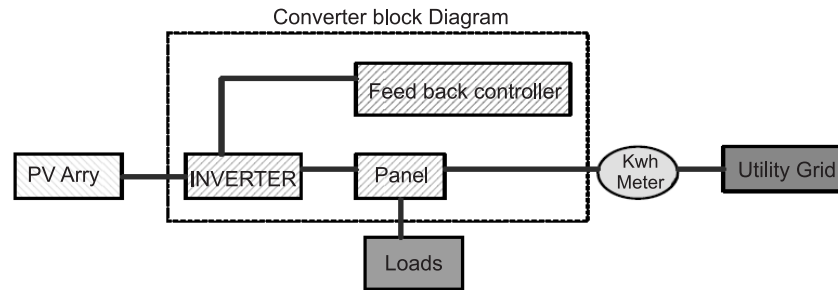 Converter block Diagram
Feed back controller
PV Arry
INVERTER
Panel
Kwh
Meter
Utility Grid
Loads